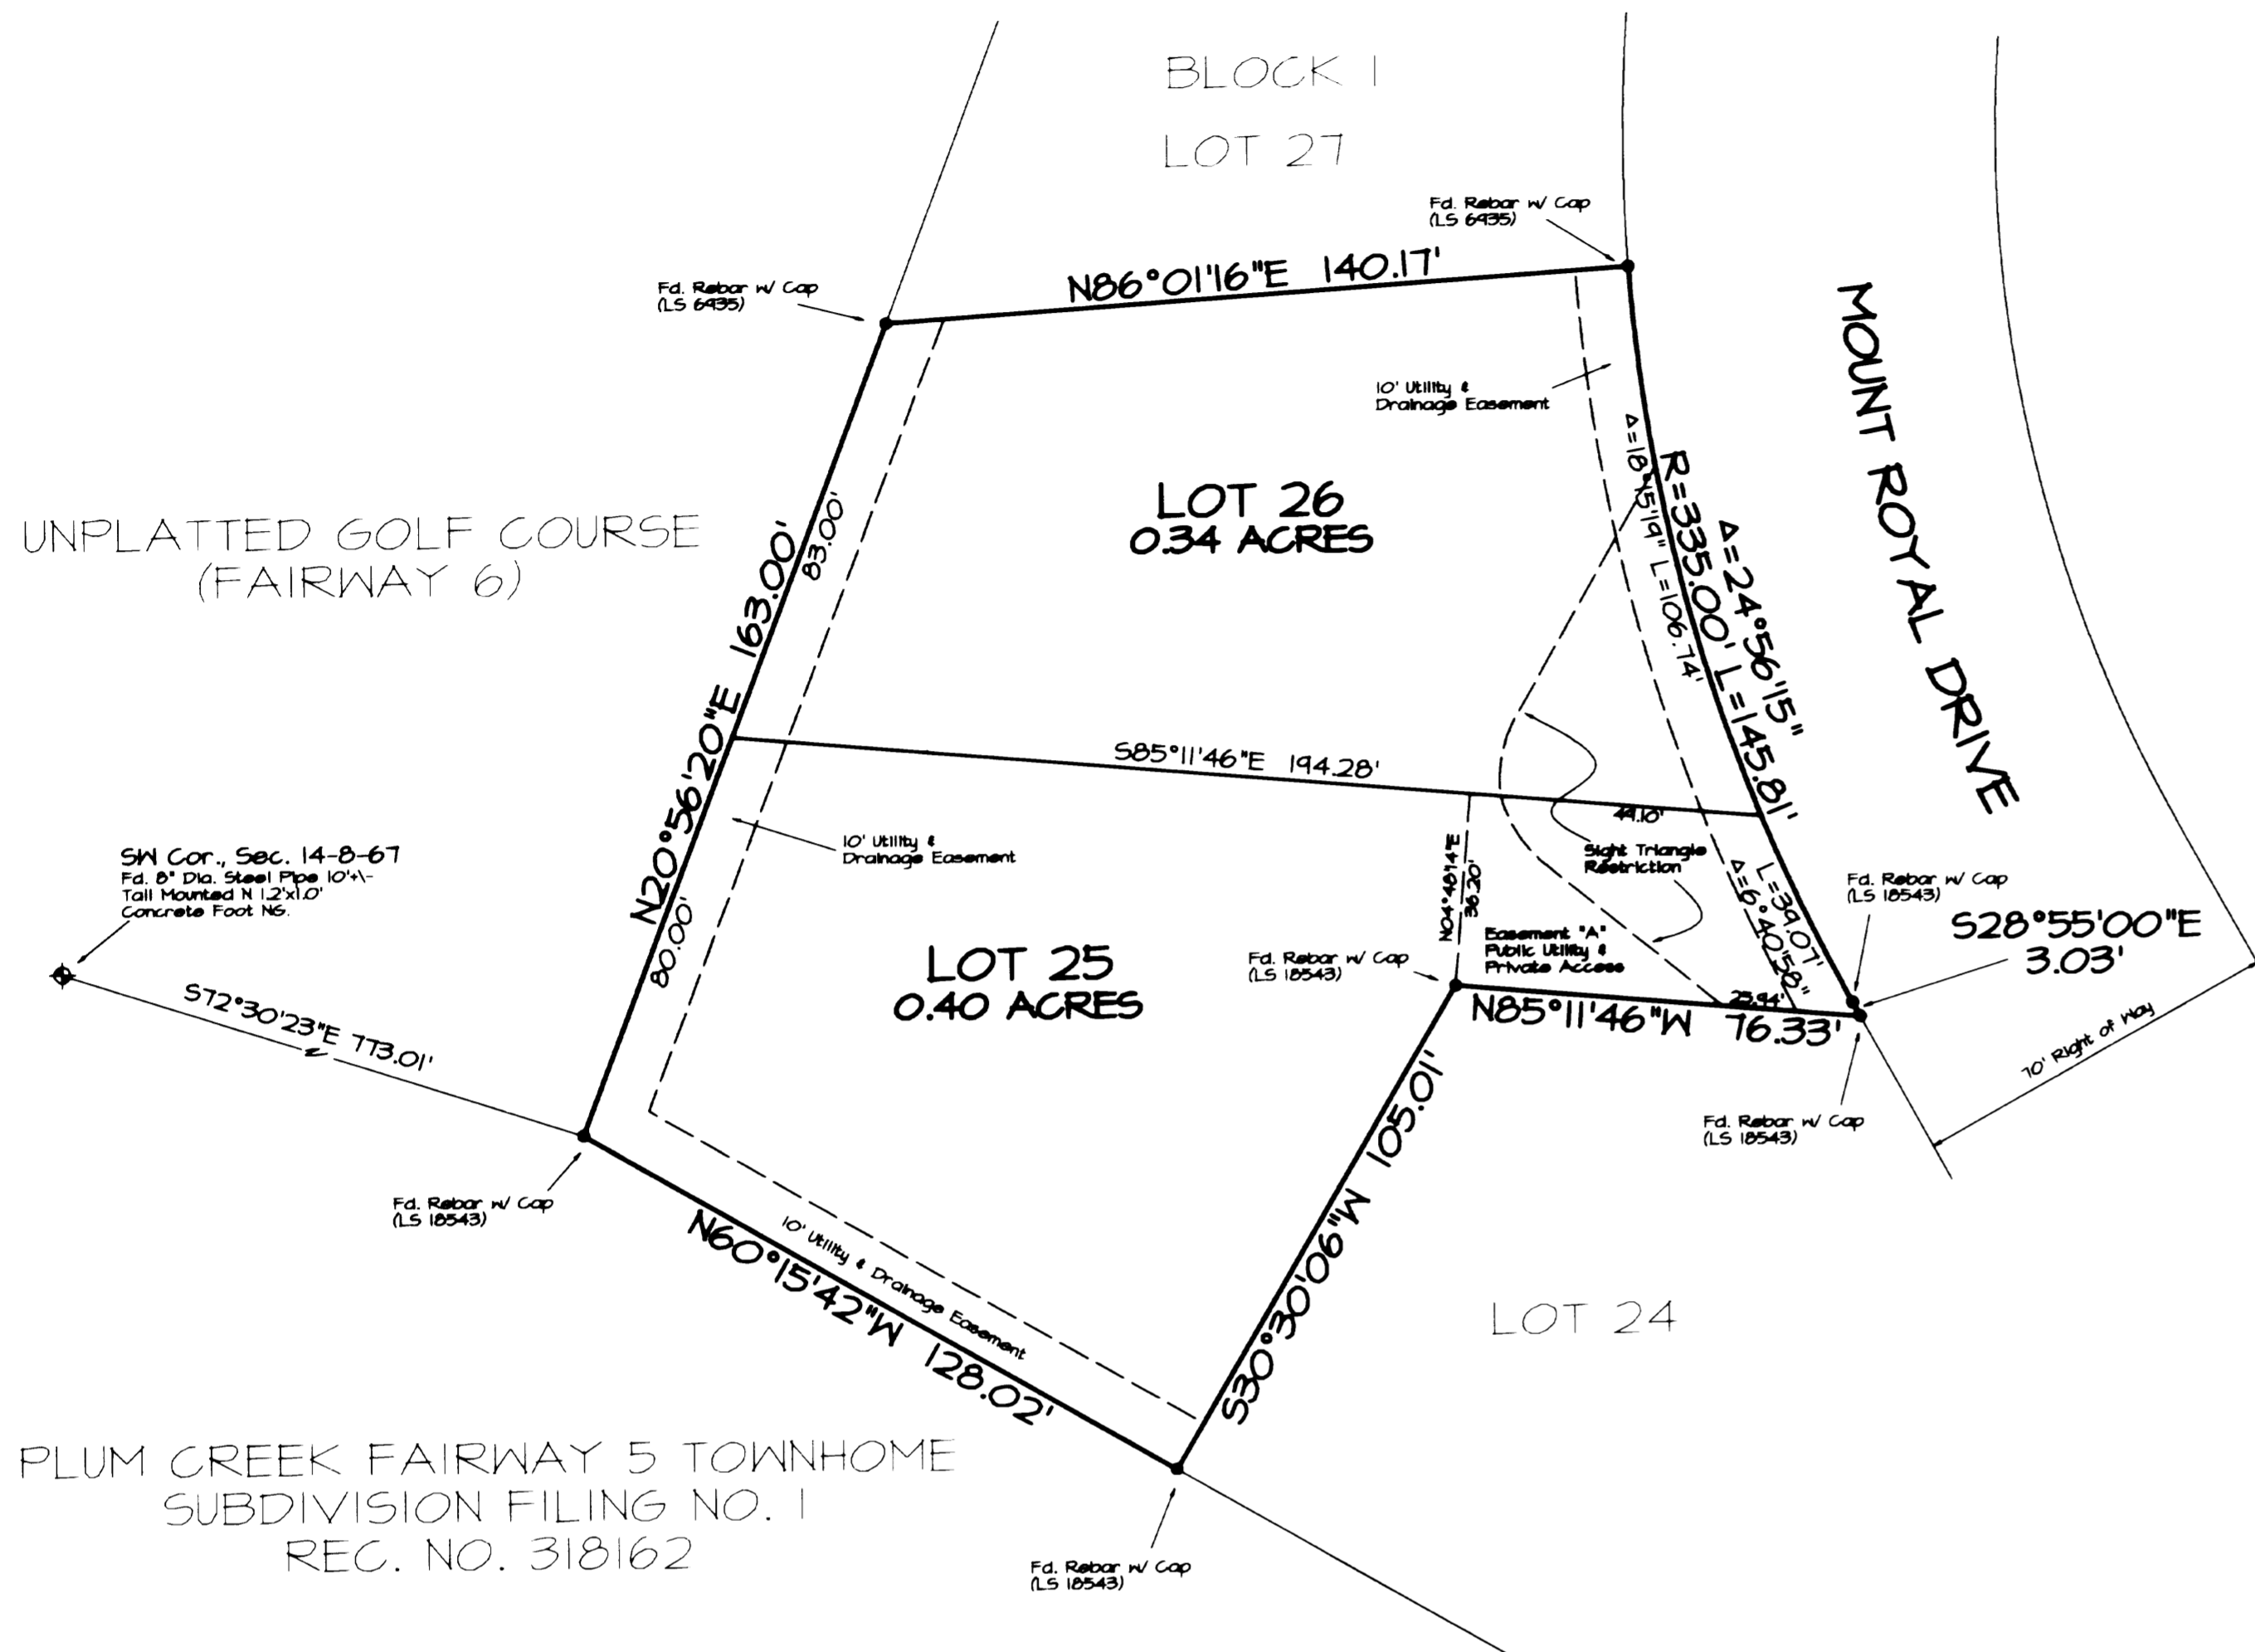 BLOCK 1
LOT 27
Fd. Rebar w/ Cap
(LS 6935)
N86°01'16"E 140.17'
Fd. Rebar w/ Cap
(LS 6935)
10' Utility &
Drainage Easement
MOUNT ROYAL DRIVE
Δ=18°15'19" L=106.74'
R=335.00' L=145.81'
Δ=24°56'15"
LOT 26
0.34 ACRES
UNPLATTED GOLF COURSE
(FAIRWAY 6)
83.00'
N20°56'20"E 163.00'
S85°11'46"E 194.28'
44.10'
Sight Triangle
Restriction
10' Utility &
Drainage Easement
SW Cor., Sec. 14-8-67
Fd. 8" Dia. Steel Pipe 10'+\-
Tall Mounted N 1.2'x1.0'
Concrete Foot NG.
L=39.07'
Δ=6°40'58"
Fd. Rebar w/ Cap
(LS 18543)
S28°55'00"E
3.03'
N04°48'14"E
36.20'
Easement "A"
Public Utility &
Private Access
Fd. Rebar w/ Cap
(LS 18543)
80.00'
LOT 25
0.40 ACRES
S72°30'23"E 773.01'
N85°11'46"W 76.33'
70' Right of Way
Fd. Rebar w/ Cap
(LS 18543)
S30°30'06"W 105.01'
Fd. Rebar w/ Cap
(LS 18543)
10' Utility & Drainage Easement
N60°15'42"W 128.02'
LOT 24
PLUM CREEK FAIRWAY 5 TOWNHOME
SUBDIVISION FILING NO. 1
REC. NO. 318162
Fd. Rebar w/ Cap
(LS 18543)